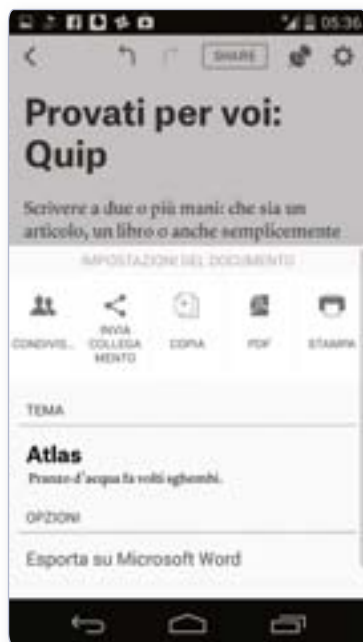 05:36
SHARE
Provati per voi:
Quip
Scrivere a due o più mani: che sia un
articolo, un libro o anche semplicemente
IMPOSTAZIONI DEL DOCUMENTO
CONDIVIS...
INVIA
COLLEGA
MENTO
COPIA
PDF
STAMPA
TEMA
Atlas
Pranzo d'acqua fa volti sghembi.
OPZIONI
Esporta su Microsoft Word